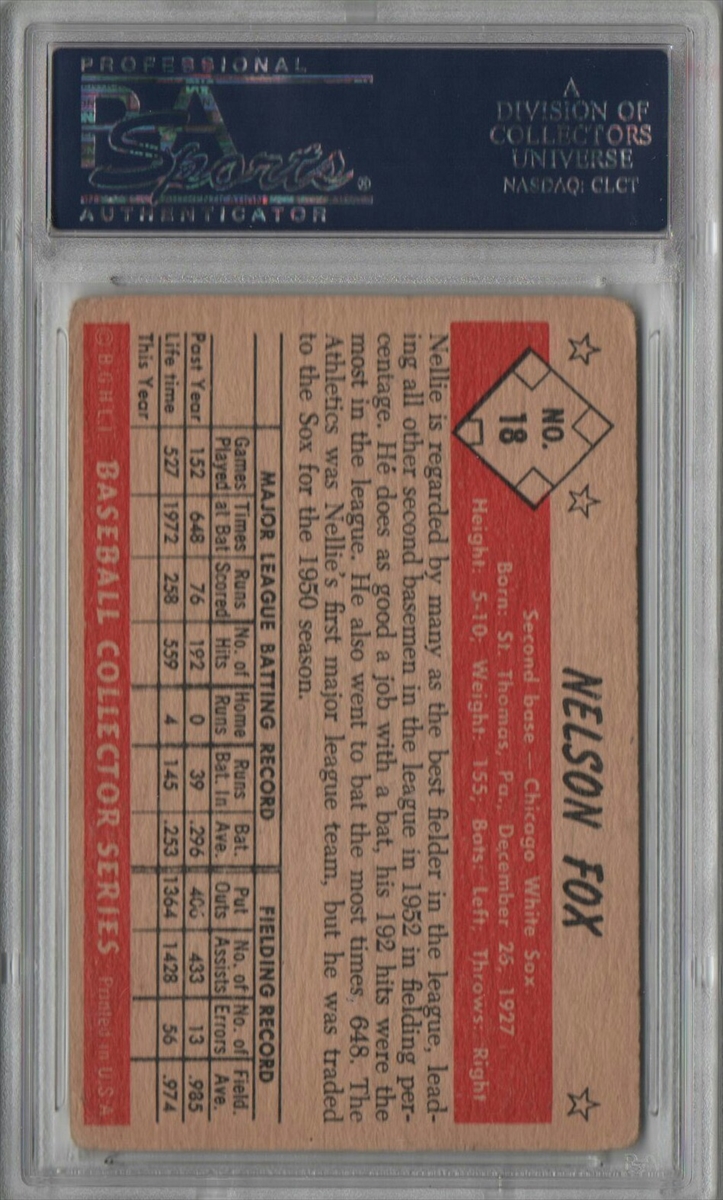 PROFESSIONAL
PSA
Sports®
AUTHENTICATOR
A
DIVISION OF
COLLECTORS
UNIVERSE
NASDAQ: CLCT
NO.
18
NELSON FOX
Second base — Chicago White Sox
Born: St. Thomas, Pa., December 26, 1927
Height: 5-10; Weight: 155; Bats: Left; Throws: Right
Nellie is regarded by many as the best fielder in the league, lead-
ing all other second basemen in the league in 1952 in fielding per-
centage. He does as good a job with a bat, his 192 hits were the
most in the league. He also went to bat the most times, 648. The
Athletics was Nellie's first major league team, but he was traded
to the Sox for the 1950 season.
MAJOR LEAGUE BATTING RECORD FIELDING RECORD
Games Times Runs No. of Home Runs Bat. Put No. of No. of Field.
Played at Bat Scored Hits Runs Bat. In Ave. Outs Assists Errors Ave.
Past Year 152 648 76 192 0 39 .296 406 433 13 .985
Life time 527 1972 258 559 4 145 .253 1364 1428 56 .974
This Year
© B.G.H.L.I. BASEBALL COLLECTOR SERIES Printed in U.S.A.